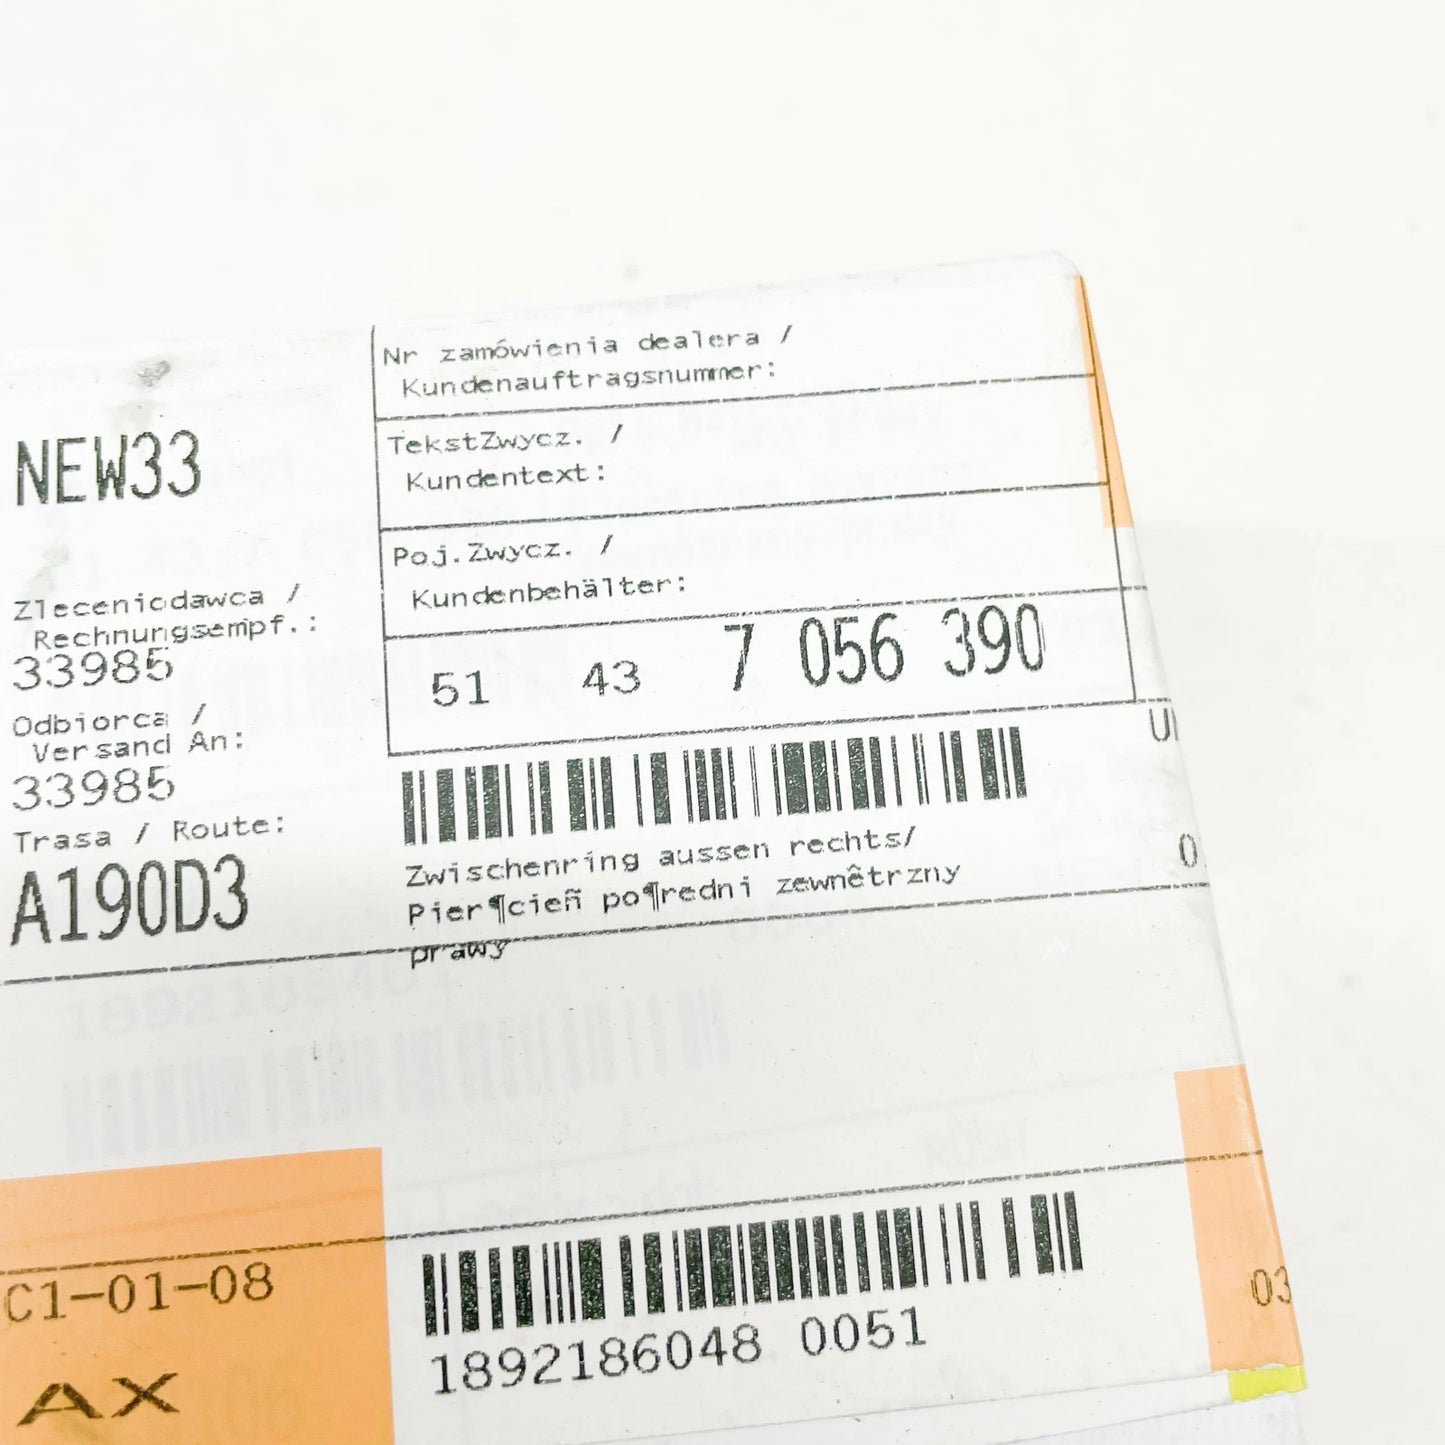 NEW33
Zleceniodawca /
Rechnungsempf.:
33985
Odbiorca /
Versand An:
33985
Trasa / Route:
A190D3
Nr zamówienia dealera /
Kundenauftragsnummer:
TekstZwycz. /
Kundentext:
Poj.Zwycz. /
Kundenbehälter:
51 43 7 056 390
Zwischenring aussen rechts/
Pier¶cieñ po¶redni zewnêtrzny
prawy
C1-01-08
AX
1892186048 0051
03